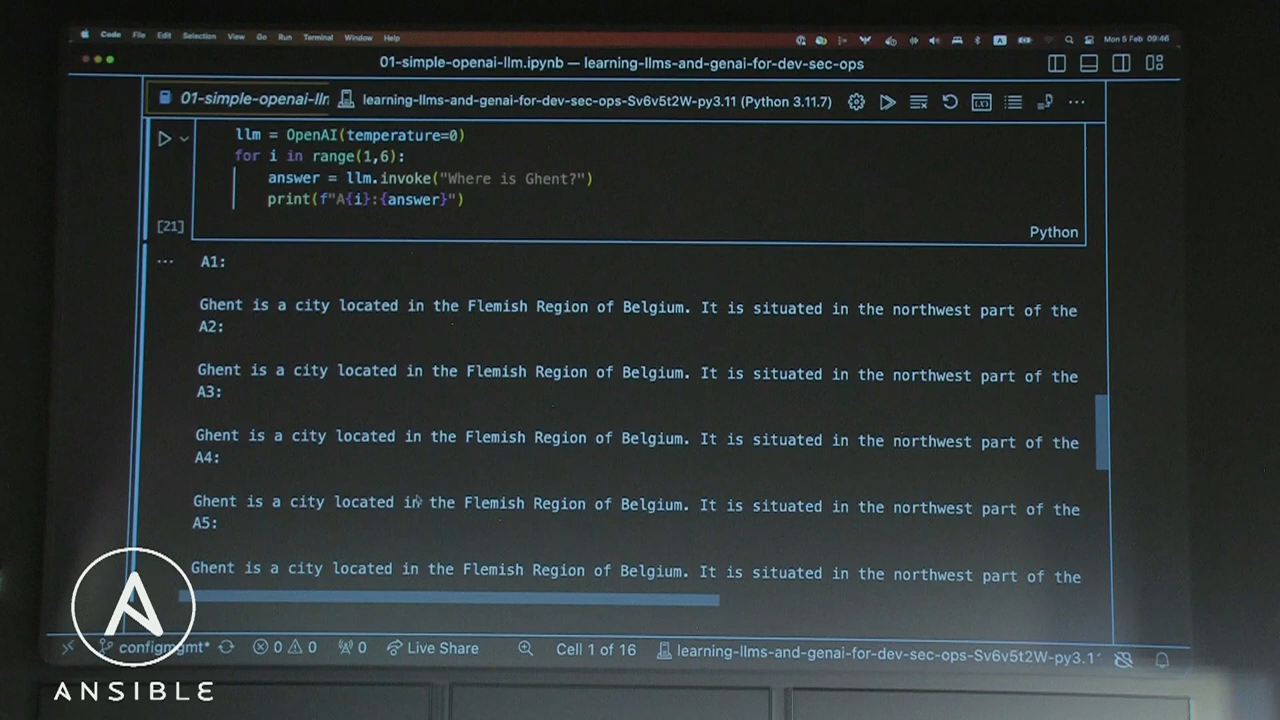 Code File Edit Selection View Go Run Terminal Window Help
Mon 5 Feb 09:46
01-simple-openai-llm.ipynb — learning-llms-and-genai-for-dev-sec-ops
01-simple-openai-llm
learning-llms-and-genai-for-dev-sec-ops-Sv6v5t2W-py3.11 (Python 3.11.7)
llm = OpenAI(temperature=0)
for i in range(1,6):
answer = llm.invoke("Where is Ghent?")
print(f"A{i}:{answer}")
[21]
Python
A1:
Ghent is a city located in the Flemish Region of Belgium. It is situated in the northwest part of the
A2:
Ghent is a city located in the Flemish Region of Belgium. It is situated in the northwest part of the
A3:
Ghent is a city located in the Flemish Region of Belgium. It is situated in the northwest part of the
A4:
Ghent is a city located in the Flemish Region of Belgium. It is situated in the northwest part of the
A5:
Ghent is a city located in the Flemish Region of Belgium. It is situated in the northwest part of the
configmgmt* 0 0 0 Live Share Cell 1 of 16 learning-llms-and-genai-for-dev-sec-ops-Sv6v5t2W-py3.1
ANSIBLE